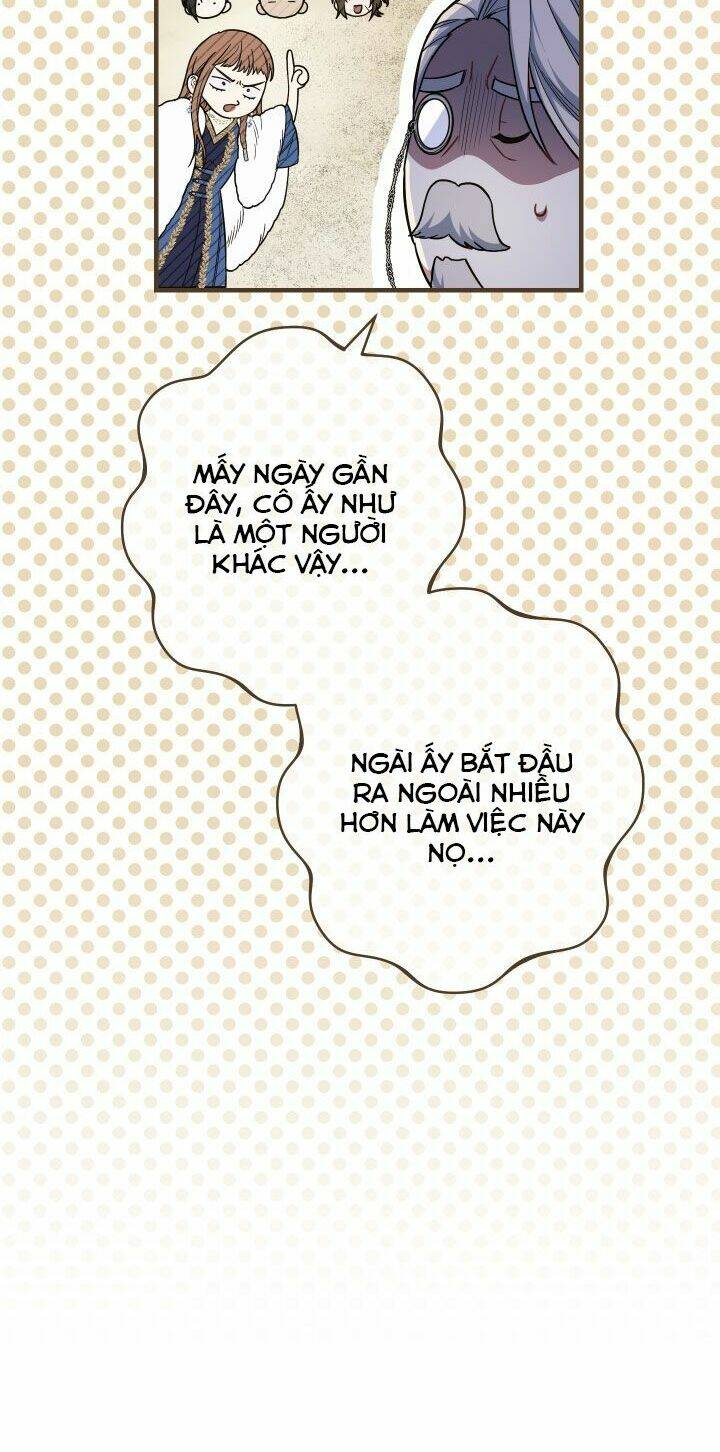 MẤY NGÀY GẦN
ĐÂY, CÔ ẤY NHƯ
LÀ MỘT NGƯỜI
KHÁC VẬY...
NGÀI ẤY BẮT ĐẦU
RA NGOÀI NHIỀU
HƠN LÀM VIỆC NÀY
NỌ...